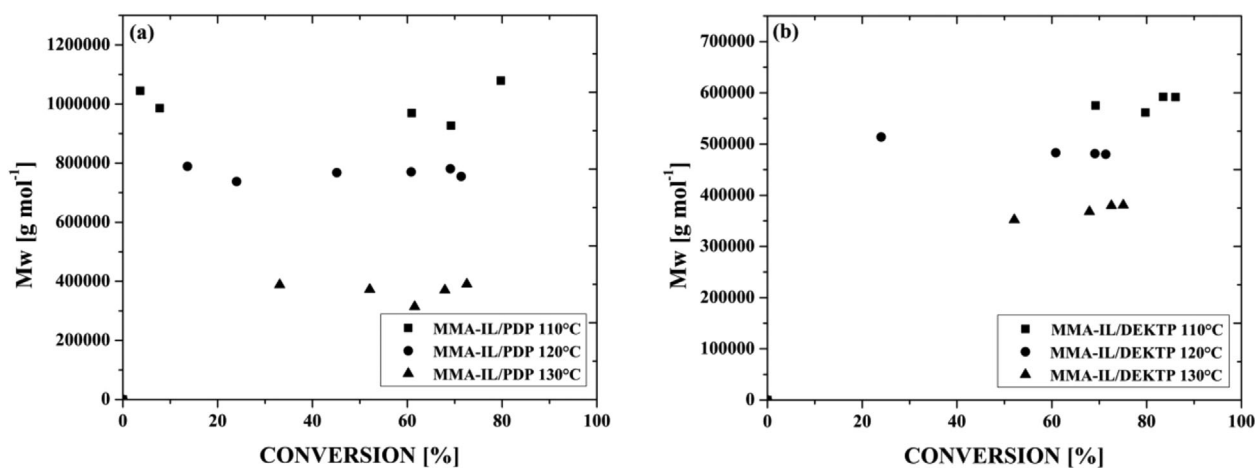 (a)
1200000
1000000
800000
600000
400000
200000
0
Mw [g mol⁻¹]
0 20 40 60 80 100
CONVERSION [%]
MMA-IL/PDP 110°C
MMA-IL/PDP 120°C
MMA-IL/PDP 130°C
(b)
700000
600000
500000
400000
300000
200000
100000
0
Mw [g mol⁻¹]
0 20 40 60 80 100
CONVERSION [%]
MMA-IL/DEKTP 110°C
MMA-IL/DEKTP 120°C
MMA-IL/DEKTP 130°C